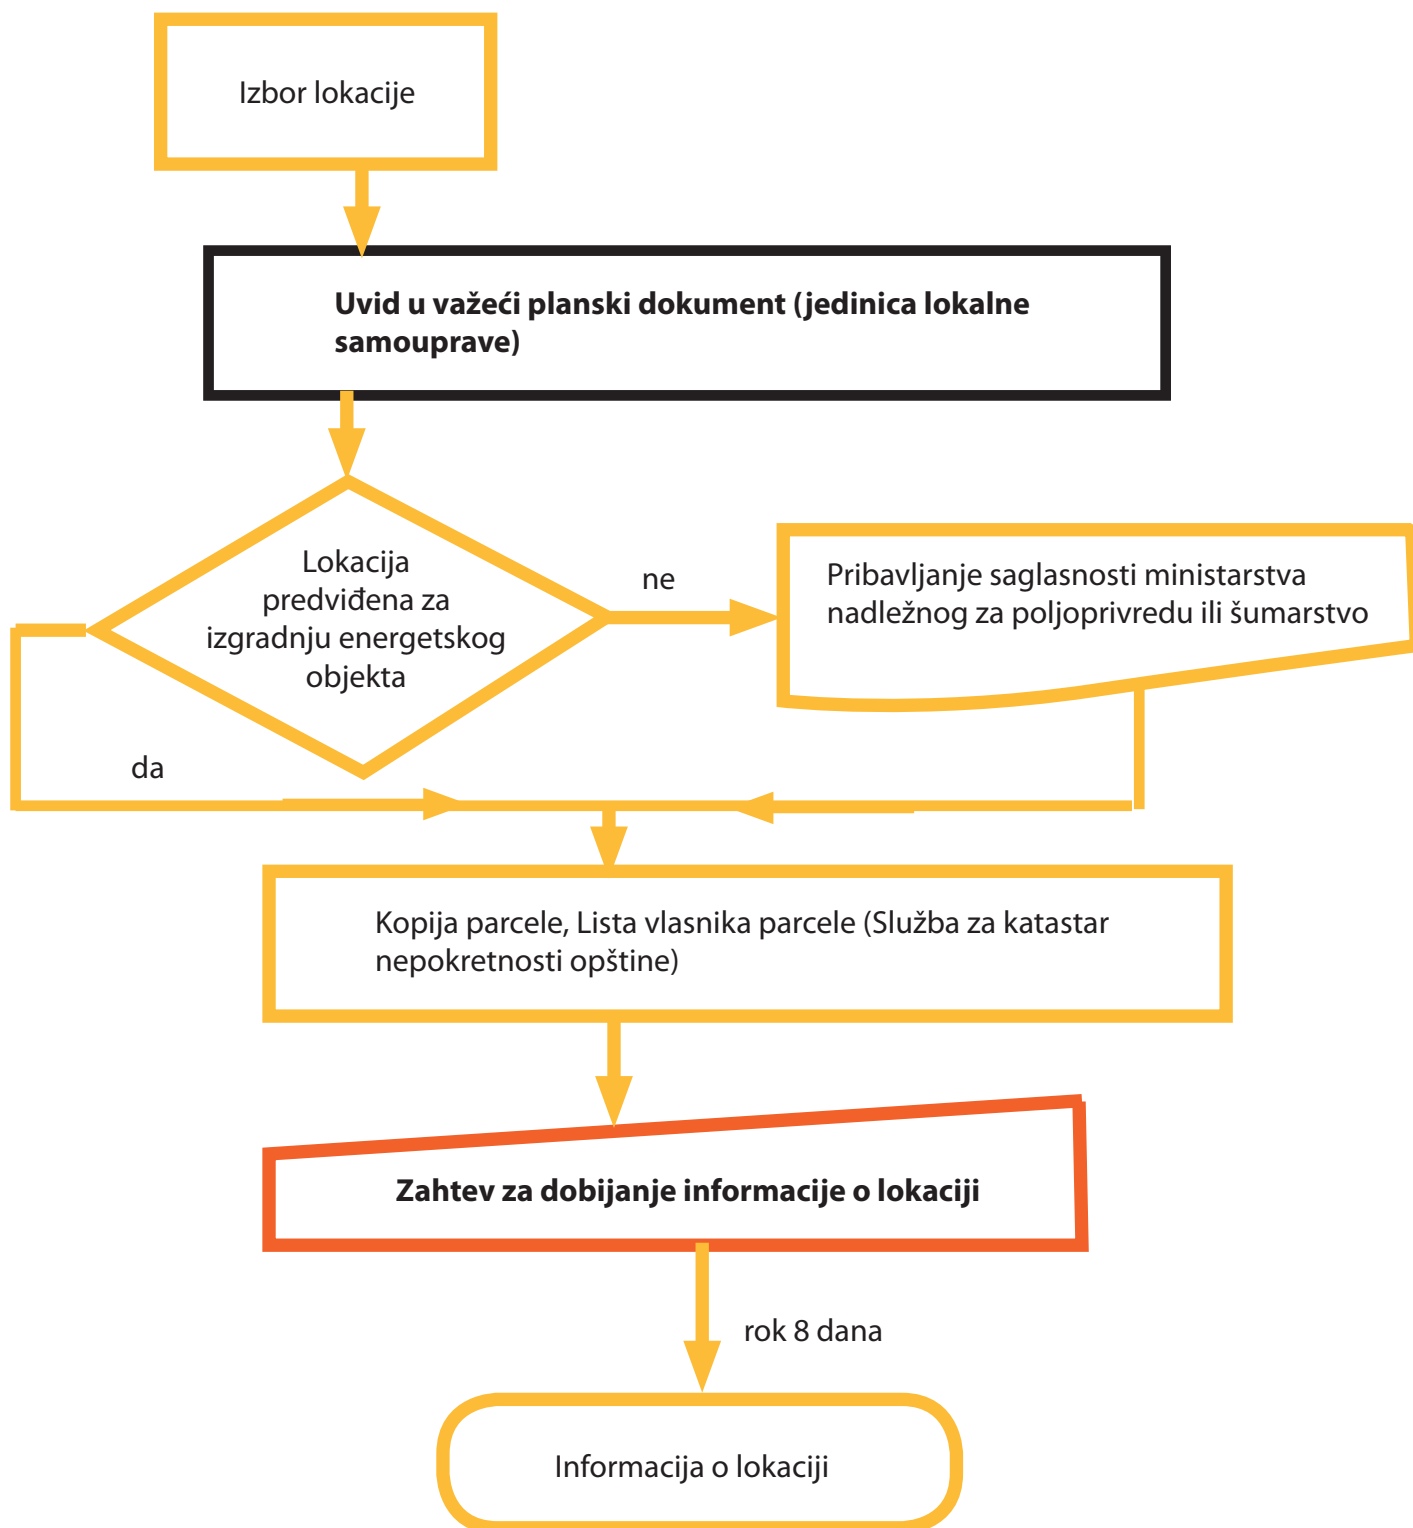 Izbor lokacije
Uvid u važeći planski dokument (jedinica lokalne
samouprave)
Lokacija
predviđena za
izgradnju energetskog
objekta
ne
Pribavljanje saglasnosti ministarstva
nadležnog za poljoprivredu ili šumarstvo
da
Kopija parcele, Lista vlasnika parcele (Služba za katastar
nepokretnosti opštine)
Zahtev za dobijanje informacije o lokaciji
rok 8 dana
Informacija o lokaciji